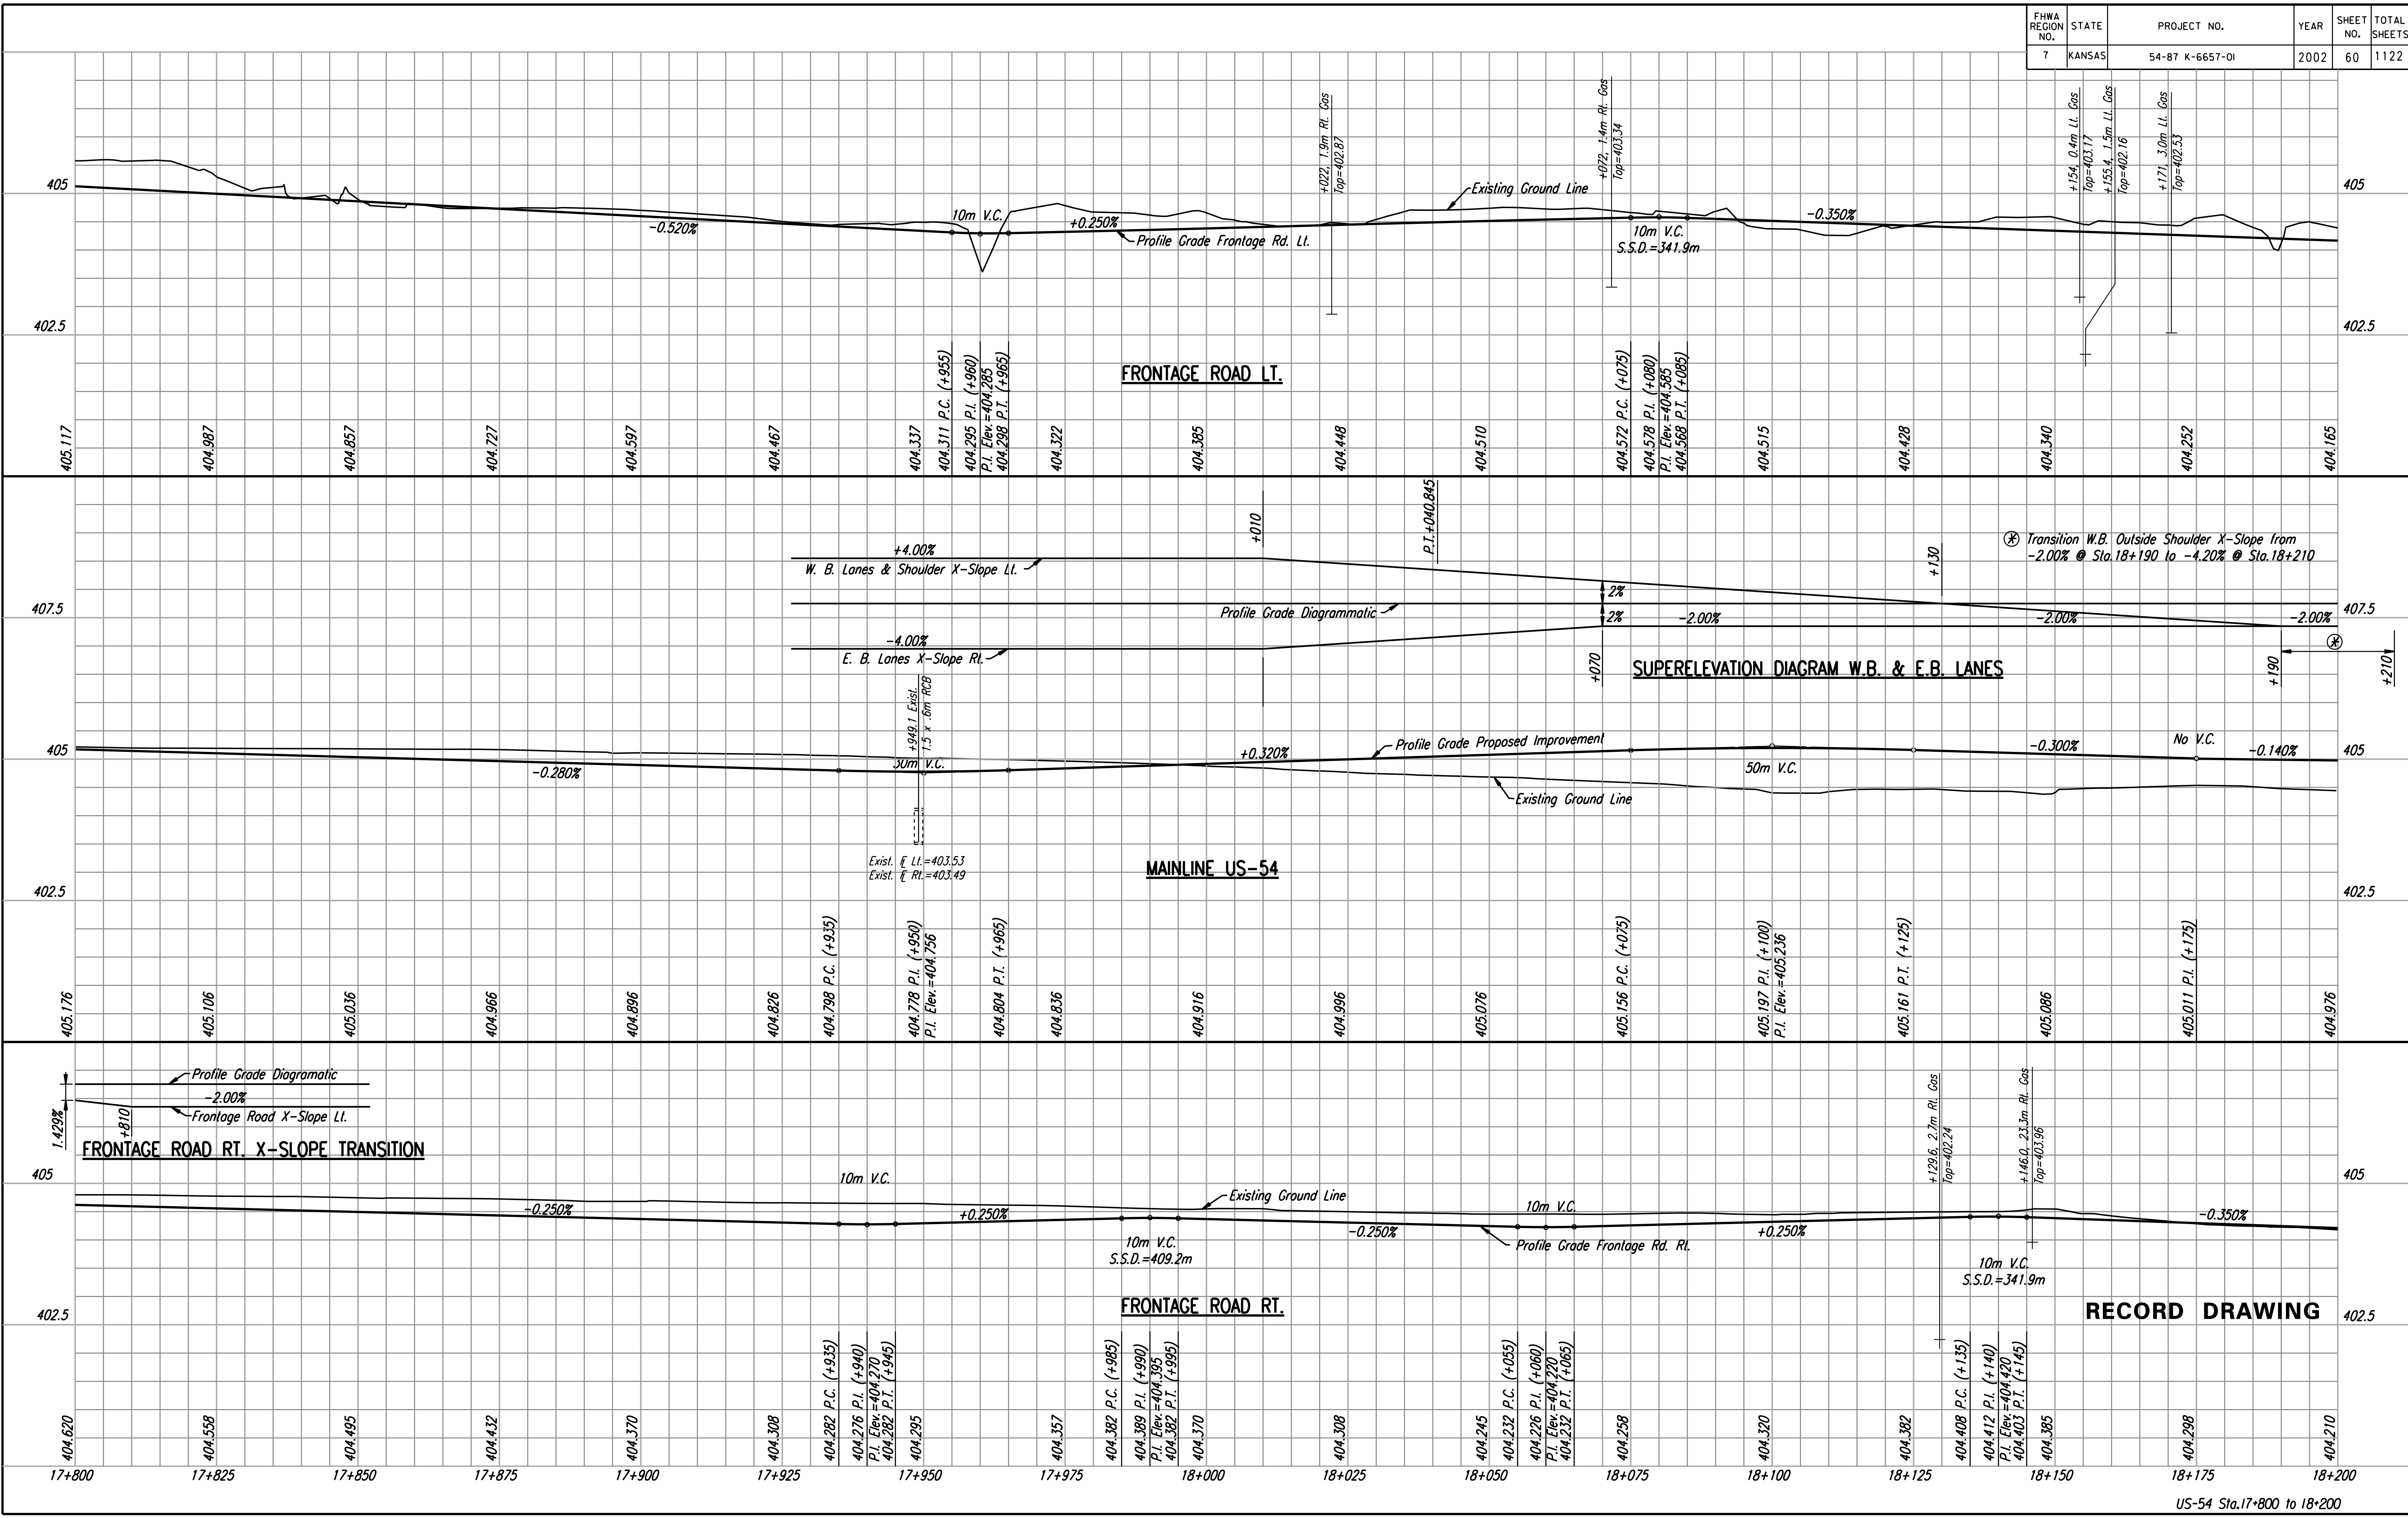 FHWA REGION NO.
STATE
PROJECT NO.
YEAR
SHEET NO.
TOTAL SHEETS
7
KANSAS
54-87 K-6657-01
2002
60
1122
+022, 1.9m Rt. Gas
Top=402.87
+072, 1.4m Rt. Gas
Top=403.34
+154, 0.4m Lt. Gas
Top=403.17
+155.4, 1.5m Lt. Gas
Top=402.16
+171, 3.0m Lt. Gas
Top=402.53
405
405
-0.520%
10m V.C.
+0.250%
Profile Grade Frontage Rd. Lt.
Existing Ground Line
10m V.C.
S.S.D.=341.9m
-0.350%
402.5
402.5
FRONTAGE ROAD LT.
405.117
404.987
404.857
404.727
404.597
404.467
404.337
404.311 P.C. (+955)
404.295 P.I. (+960)
P.I. Elev.=404.285
404.298 P.T. (+965)
404.322
404.385
404.448
404.510
404.572 P.C. (+075)
404.578 P.I. (+080)
P.I. Elev.=404.585
404.568 P.T. (+085)
404.515
404.428
404.340
404.252
404.165
+4.00%
W. B. Lanes & Shoulder X-Slope Lt.
+010
P.T.+040.845
+130
* Transition W.B. Outside Shoulder X-Slope from
-2.00% @ Sta.18+190 to -4.20% @ Sta.18+210
407.5
407.5
Profile Grade Diagrammatic
2%
2%
-2.00%
-2.00%
-2.00%
-4.00%
E. B. Lanes X-Slope Rt.
+070
+190
*
+210
SUPERELEVATION DIAGRAM W.B. & E.B. LANES
+949.1 Exist.
1.5 x .6m RCB
405
405
-0.280%
30m V.C.
+0.320%
Profile Grade Proposed Improvement
50m V.C.
-0.300%
No V.C.
-0.140%
Existing Ground Line
Exist. ₣ Lt.=403.53
Exist. ₣ Rt.=403.49
MAINLINE US-54
402.5
402.5
405.176
405.106
405.036
404.966
404.896
404.826
404.798 P.C. (+935)
404.778 P.I. (+950)
P.I. Elev.=404.756
404.804 P.T. (+965)
404.836
404.916
404.996
405.076
405.156 P.C. (+075)
405.197 P.I. (+100)
P.I. Elev.=405.236
405.161 P.T. (+125)
405.086
405.011 P.I. (+175)
404.976
Profile Grade Diagramatic
-2.00%
Frontage Road X-Slope Lt.
1.429%
+810
FRONTAGE ROAD RT. X-SLOPE TRANSITION
+129.6, 2.7m Rt. Gas
Top=402.24
+146.0, 23.3m Rt. Gas
Top=403.96
405
405
-0.250%
10m V.C.
+0.250%
10m V.C.
S.S.D.=409.2m
Existing Ground Line
-0.250%
10m V.C.
Profile Grade Frontage Rd. Rt.
+0.250%
10m V.C.
S.S.D.=341.9m
-0.350%
402.5
402.5
FRONTAGE ROAD RT.
RECORD DRAWING
404.620
404.558
404.495
404.432
404.370
404.308
404.282 P.C. (+935)
404.276 P.I. (+940)
P.I. Elev.=404.270
404.282 P.T. (+945)
404.295
404.357
404.382 P.C. (+985)
404.389 P.I. (+990)
P.I. Elev.=404.395
404.382 P.T. (+995)
404.370
404.308
404.245
404.232 P.C. (+055)
404.226 P.I. (+060)
P.I. Elev.=404.220
404.232 P.T. (+065)
404.258
404.320
404.382
404.408 P.C. (+135)
404.412 P.I. (+140)
P.I. Elev.=404.420
404.403 P.T. (+145)
404.385
404.298
404.210
17+800
17+825
17+850
17+875
17+900
17+925
17+950
17+975
18+000
18+025
18+050
18+075
18+100
18+125
18+150
18+175
18+200
US-54 Sta.17+800 to 18+200